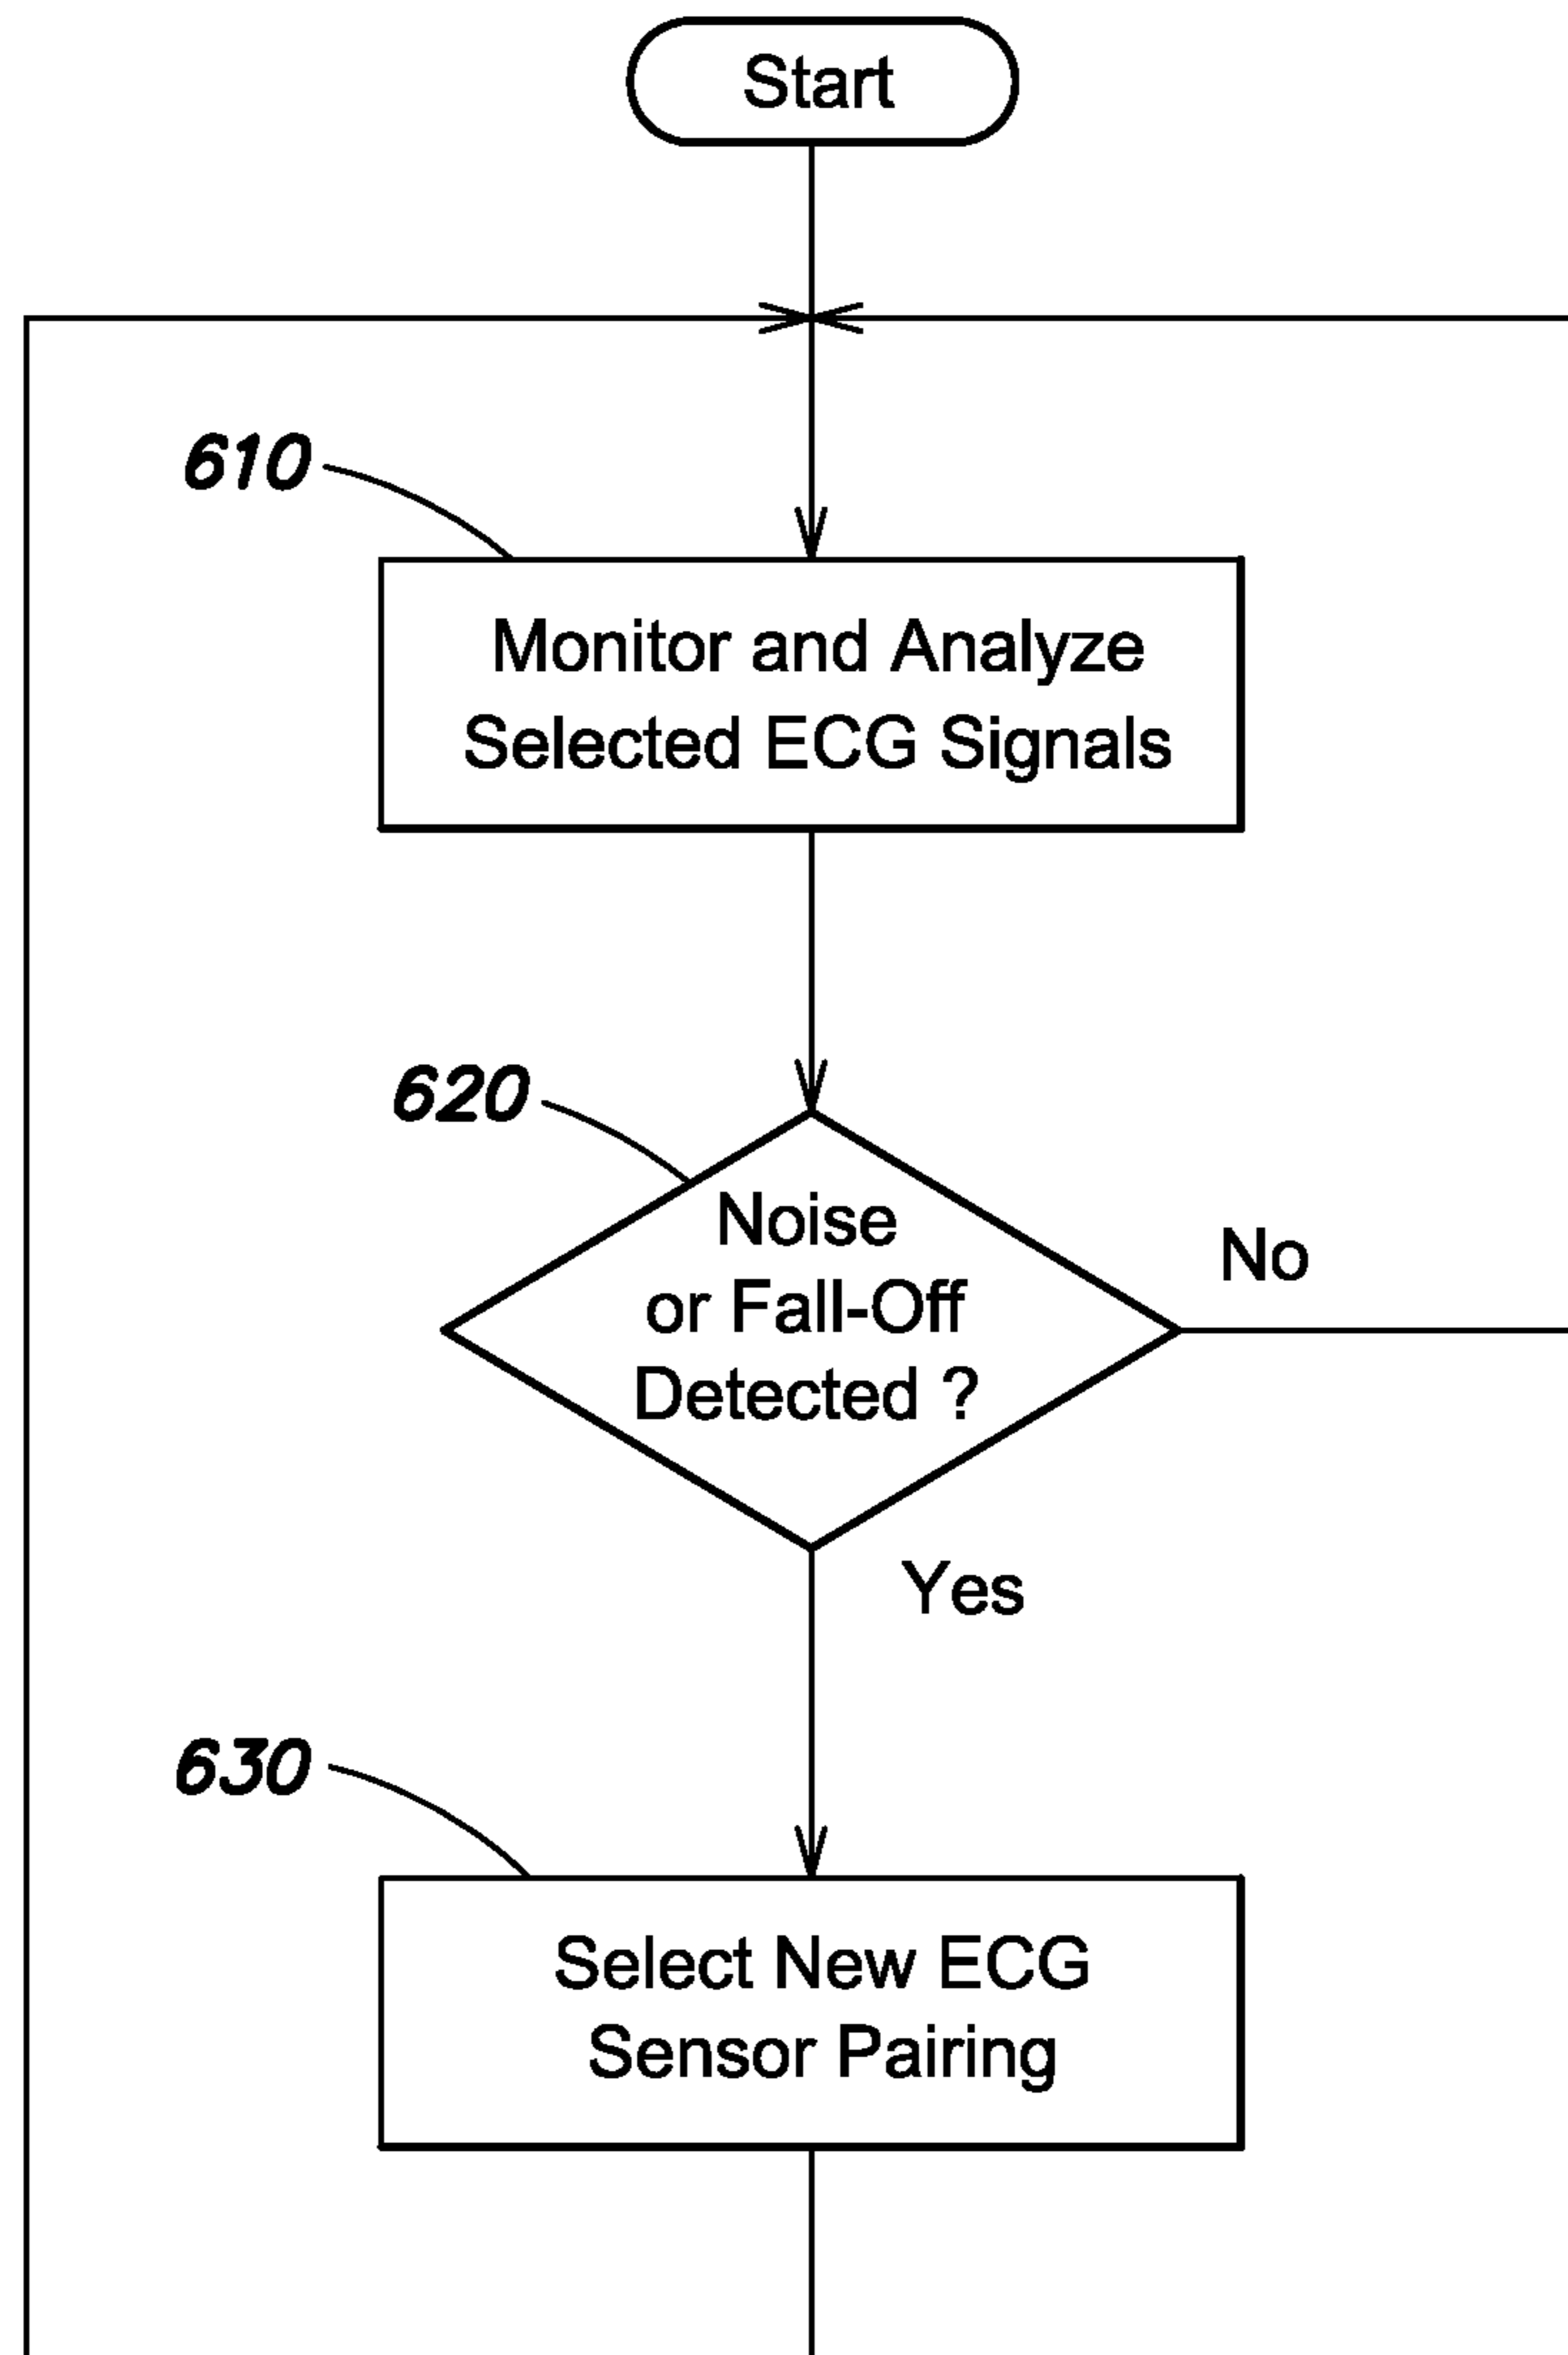 Start
610
Monitor and Analyze
Selected ECG Signals
620
Noise
or Fall-Off
Detected ?
No
Yes
630
Select New ECG
Sensor Pairing